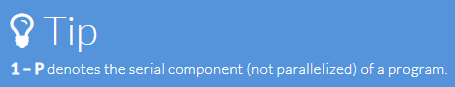 Tip
1 – P denotes the serial component (not parallelized) of a program.